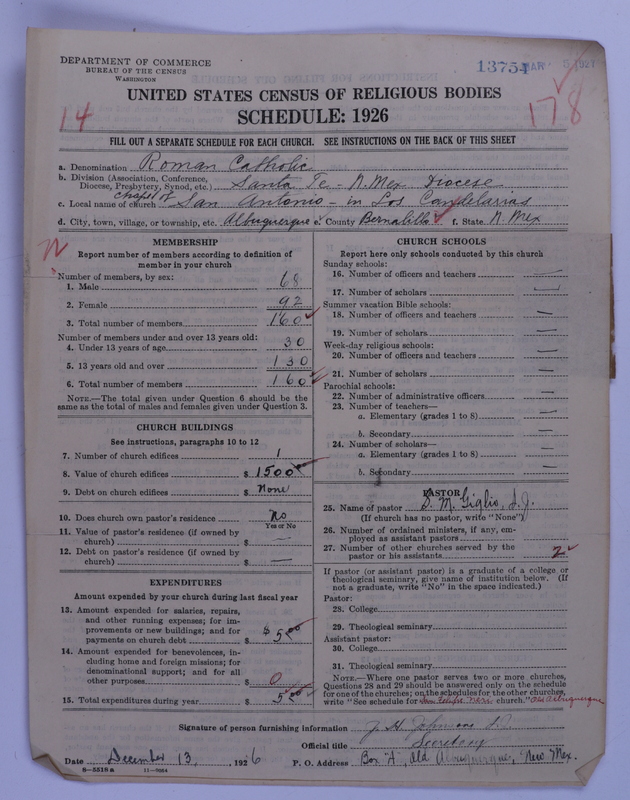 DEPARTMENT OF COMMERCE
BUREAU OF THE CENSUS
WASHINGTON
13754 MAR 5 1927
UNITED STATES CENSUS OF RELIGIOUS BODIES
SCHEDULE: 1926
14
178
FILL OUT A SEPARATE SCHEDULE FOR EACH CHURCH. SEE INSTRUCTIONS ON THE BACK OF THIS SHEET
a. Denomination Roman Catholic
b. Division (Association, Conference, Diocese, Presbytery, Synod, etc.) Santa Fe - N. Mex Diocese
c. Local name of church Chapel of San Antonio - in Los Candelarias
d. City, town, village, or township, etc. Albuquerque e. County Bernalillo f. State N. Mex
MEMBERSHIP
Report number of members according to definition of
member in your church
Number of members, by sex:
1. Male 68
2. Female 92
3. Total number of members 160
Number of members under and over 13 years old:
4. Under 13 years of age 30
5. 13 years old and over 130
6. Total number of members 160
NOTE.—The total given under Question 6 should be the
same as the total of males and females given under Question 3.
CHURCH BUILDINGS
See instructions, paragraphs 10 to 12
7. Number of church edifices 1
8. Value of church edifices $ 1500
9. Debt on church edifices $ None
10. Does church own pastor's residence No
Yes or No
11. Value of pastor's residence (if owned by
church) $ —
12. Debt on pastor's residence (if owned by
church) $ —
EXPENDITURES
Amount expended by your church during last fiscal year
13. Amount expended for salaries, repairs,
and other running expenses; for im-
provements or new buildings; and for
payments on church debt $ $5 00
14. Amount expended for benevolences, in-
cluding home and foreign missions; for
denominational support; and for all
other purposes $ 0
15. Total expenditures during year $ 5 00
CHURCH SCHOOLS
Report here only schools conducted by this church
Sunday schools:
16. Number of officers and teachers —
17. Number of scholars —
Summer vacation Bible schools:
18. Number of officers and teachers —
19. Number of scholars —
Week-day religious schools:
20. Number of officers and teachers —
21. Number of scholars —
Parochial schools:
22. Number of administrative officers —
23. Number of teachers—
a. Elementary (grades 1 to 8) —
b. Secondary —
24. Number of scholars—
a. Elementary (grades 1 to 8) —
b. Secondary —
PASTOR
25. Name of pastor S. M. Giglio, S.J.
(If church has no pastor, write "None")
26. Number of ordained ministers, if any, em-
ployed as assistant pastors
27. Number of other churches served by the
pastor or his assistants 2
If pastor (or assistant pastor) is a graduate of a college or
theological seminary, give name of institution below. (If
not a graduate, write "No" in the space indicated.)
Pastor:
28. College
29. Theological seminary
Assistant pastor:
30. College
31. Theological seminary
NOTE.—Where one pastor serves two or more churches,
Questions 28 and 29 should be answered only on the schedule
for one of the churches; on the schedules for the other churches,
write "See schedule for San Felipe Neri church." Old Albuquerque
Signature of person furnishing information
Official title Secretary
Date December 13, 1926 P. O. Address Box "A", Old Albuquerque, New Mex.
8—5518a 11—9064